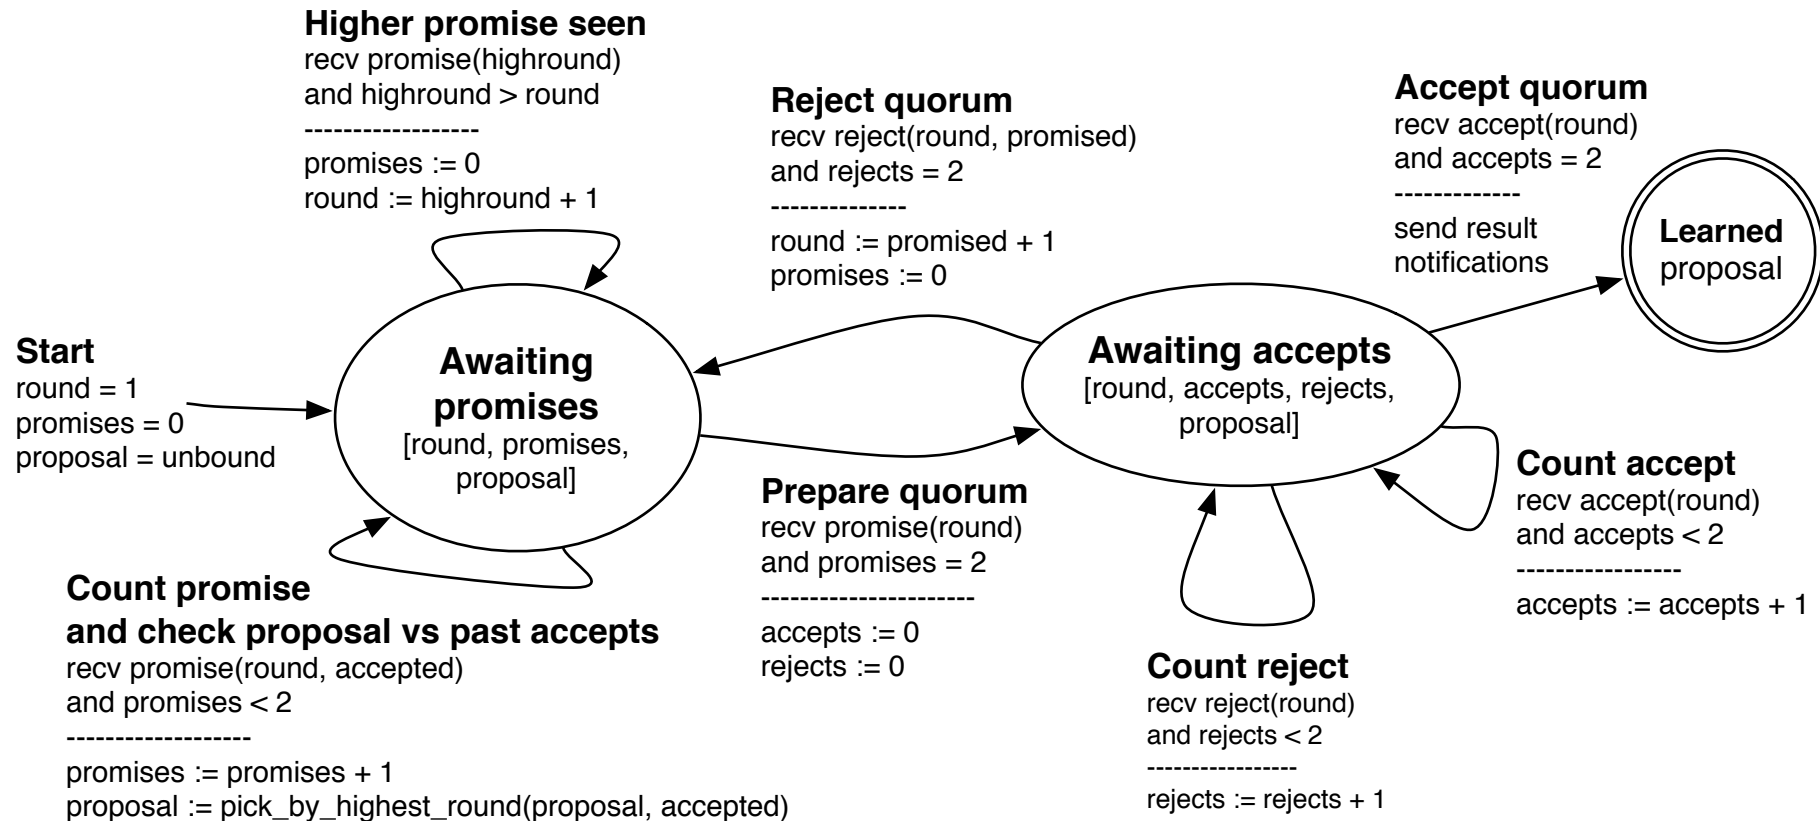 Higher promise seen
recv promise(highround)
and highround > round
------------------
promises := 0
round := highround + 1
Reject quorum
recv reject(round, promised)
and rejects = 2
--------------
round := promised + 1
promises := 0
Accept quorum
recv accept(round)
and accepts = 2
-------------
send result
notifications
Learned
proposal
Start
round = 1
promises = 0
proposal = unbound
Awaiting
promises
[round, promises,
proposal]
Awaiting accepts
[round, accepts, rejects,
proposal]
Prepare quorum
recv promise(round)
and promises = 2
----------------------
accepts := 0
rejects := 0
Count accept
recv accept(round)
and accepts < 2
-----------------
accepts := accepts + 1
Count promise
and check proposal vs past accepts
recv promise(round, accepted)
and promises < 2
-------------------
promises := promises + 1
proposal := pick_by_highest_round(proposal, accepted)
Count reject
recv reject(round)
and rejects < 2
-----------------
rejects := rejects + 1